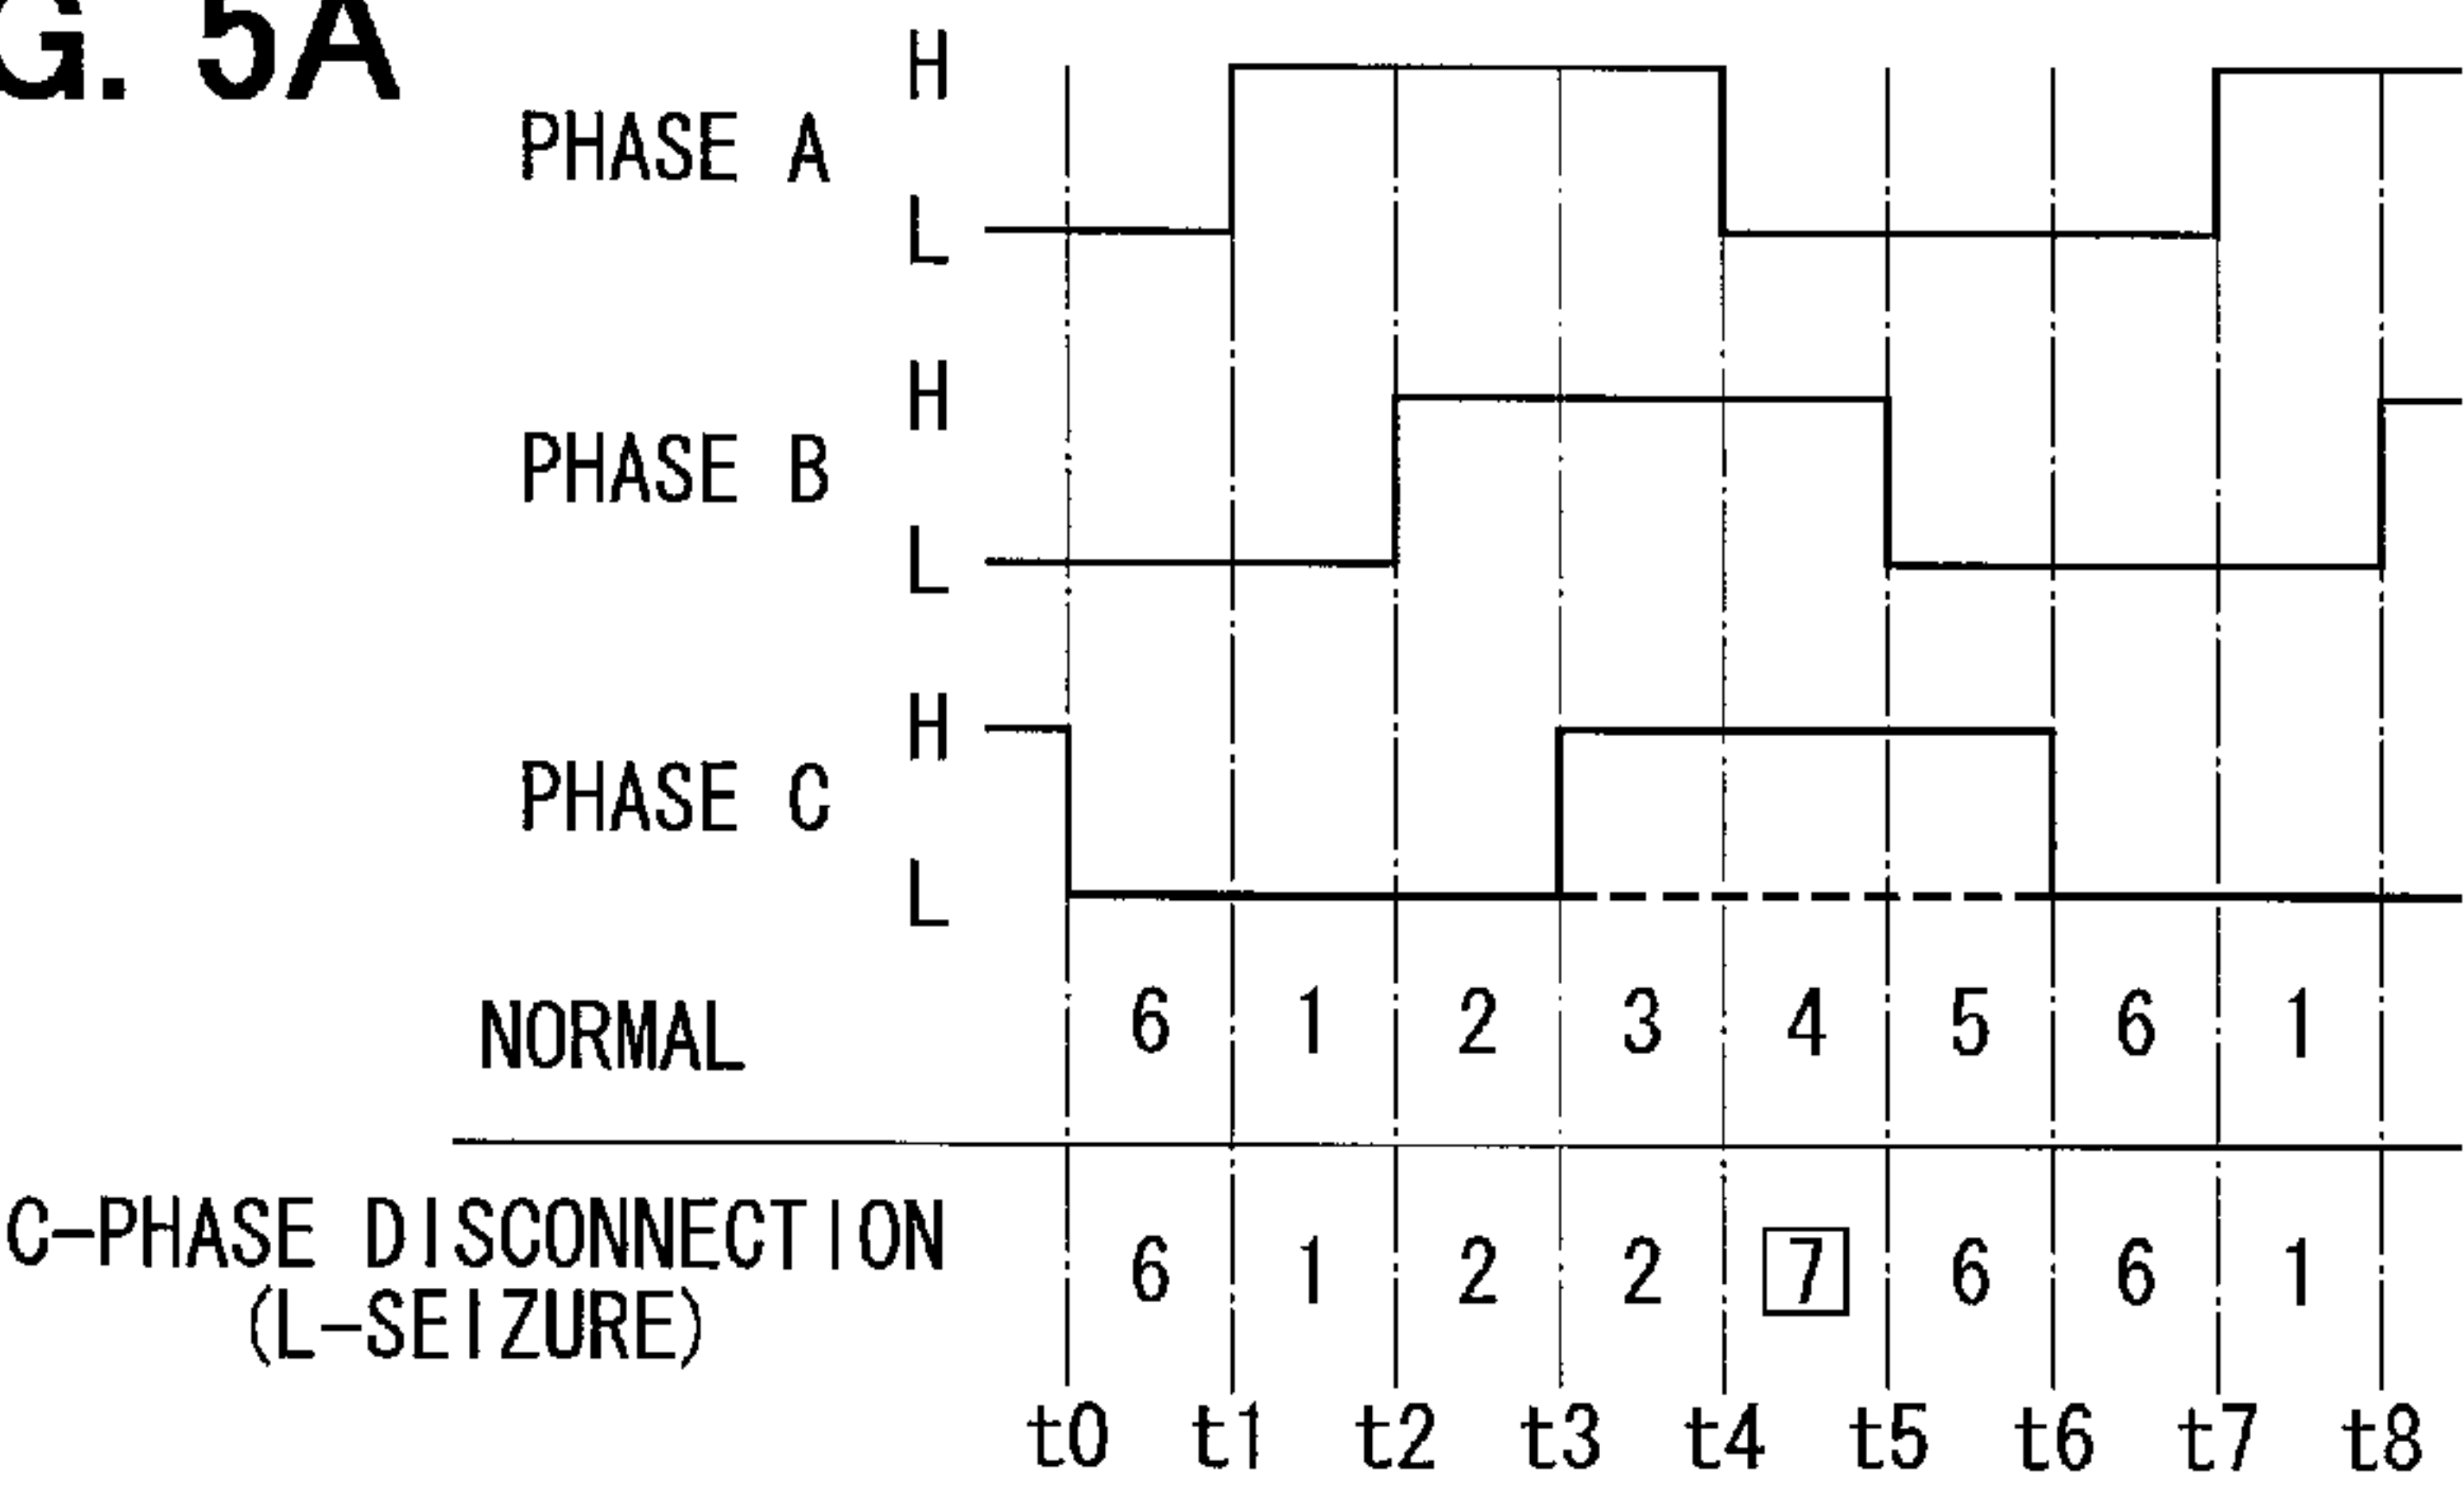 G. 5A
H
PHASE A
L
H
PHASE B
L
H
PHASE C
L
NORMAL 6 1 2 3 4 5 6 1
C-PHASE DISCONNECTION 6 1 2 2 7 6 6 1
(L-SEIZURE)
t0 t1 t2 t3 t4 t5 t6 t7 t8